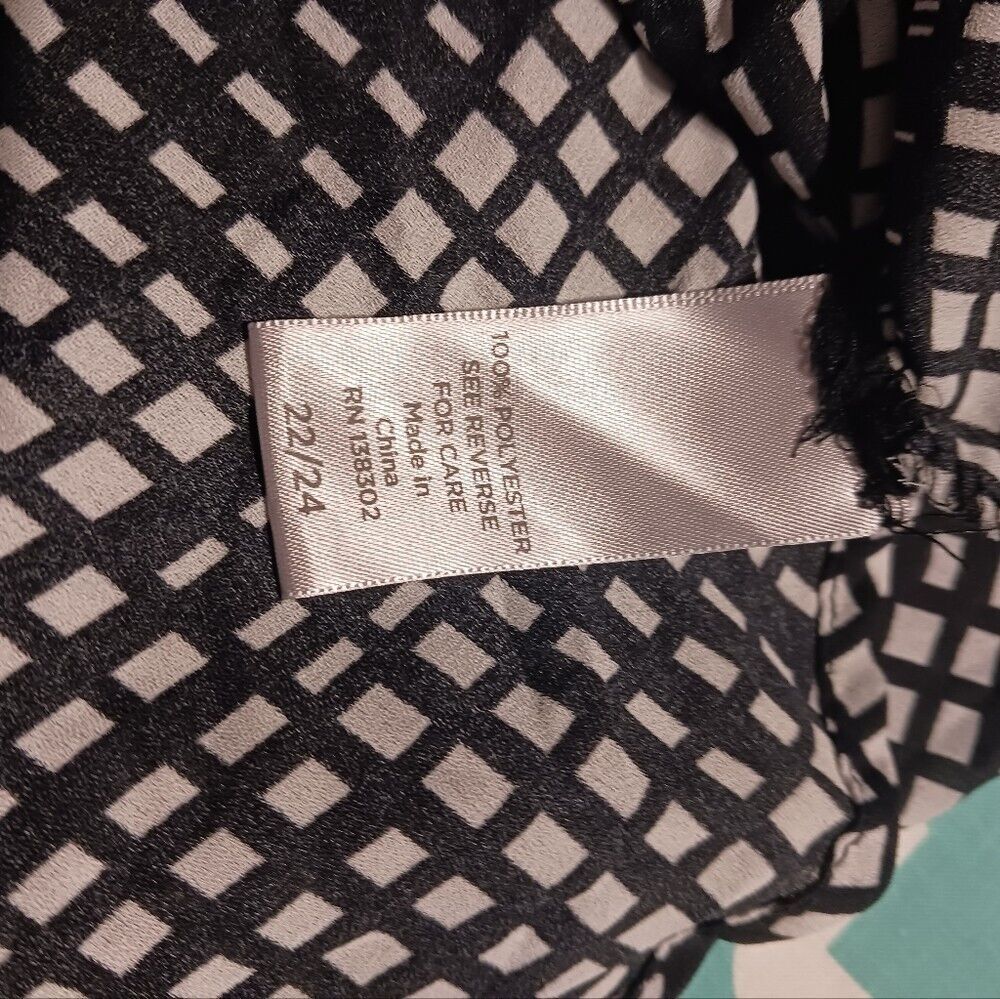 100% POLYESTER
SEE REVERSE
FOR CARE
Made in
China
RN 138302
22/24